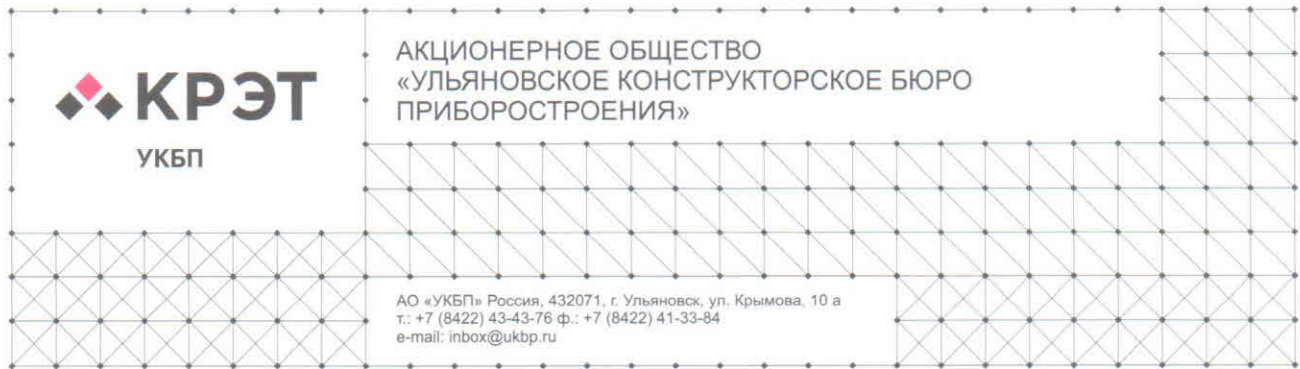 КРЭТ
УКБП
АКЦИОНЕРНОЕ ОБЩЕСТВО
«УЛЬЯНОВСКОЕ КОНСТРУКТОРСКОЕ БЮРО
ПРИБОРОСТРОЕНИЯ»
АО «УКБП» Россия, 432071, г. Ульяновск, ул. Крымова, 10 а
т.: +7 (8422) 43-43-76 ф.: +7 (8422) 41-33-84
e-mail: inbox@ukbp.ru